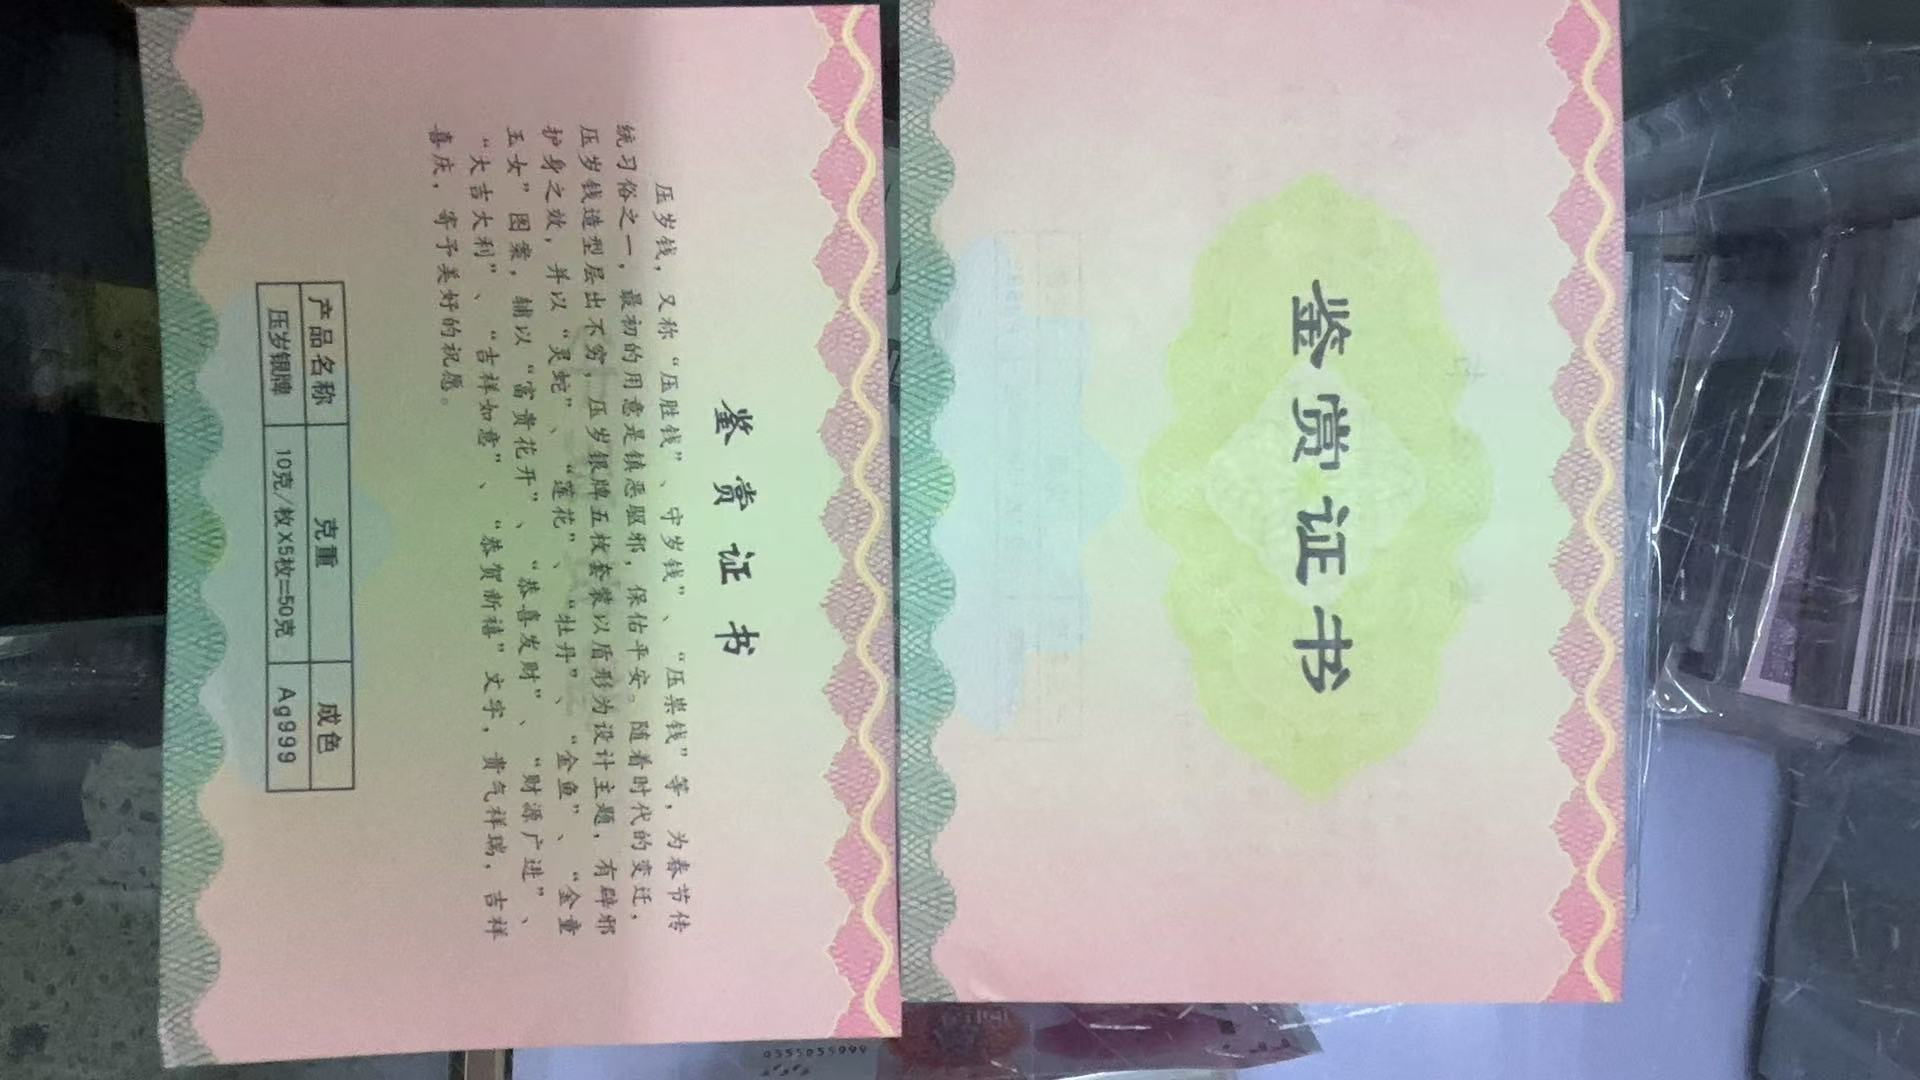 鉴赏证书
鉴赏证书
压岁钱，又称“压胜钱”、守岁钱”、“压祟钱”等，为春节传
统习俗之一，最初的用意是镇恶驱邪，保佑平安。随着时代的变迁，
压岁钱造型层出不穷，压岁银牌五枚套装以盾形为设计主题，有辟邪
护身之效，并以“灵蛇”、“莲花”、“牡丹”、“金鱼”、“金童
玉女”图案，辅以“富贵花开”、“恭喜发财”、“财源广进”、
“大吉大利”、“吉祥如意”、“恭贺新禧”文字，贵气祥瑞，吉祥
喜庆，寄予美好的祝愿。
产品名称 克重 成色
压岁银牌 10克/枚X5枚=50克 Ag999